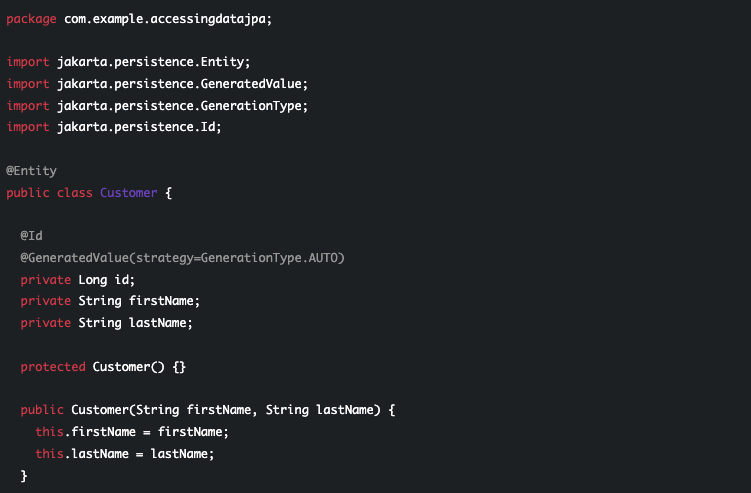 package com.example.accessingdatajpa;
import jakarta.persistence.Entity;
import jakarta.persistence.GeneratedValue;
import jakarta.persistence.GenerationType;
import jakarta.persistence.Id;
@Entity
public class Customer {
@Id
@GeneratedValue(strategy=GenerationType.AUTO)
private Long id;
private String firstName;
private String lastName;
protected Customer() {}
public Customer(String firstName, String lastName) {
this.firstName = firstName;
this.lastName = lastName;
}